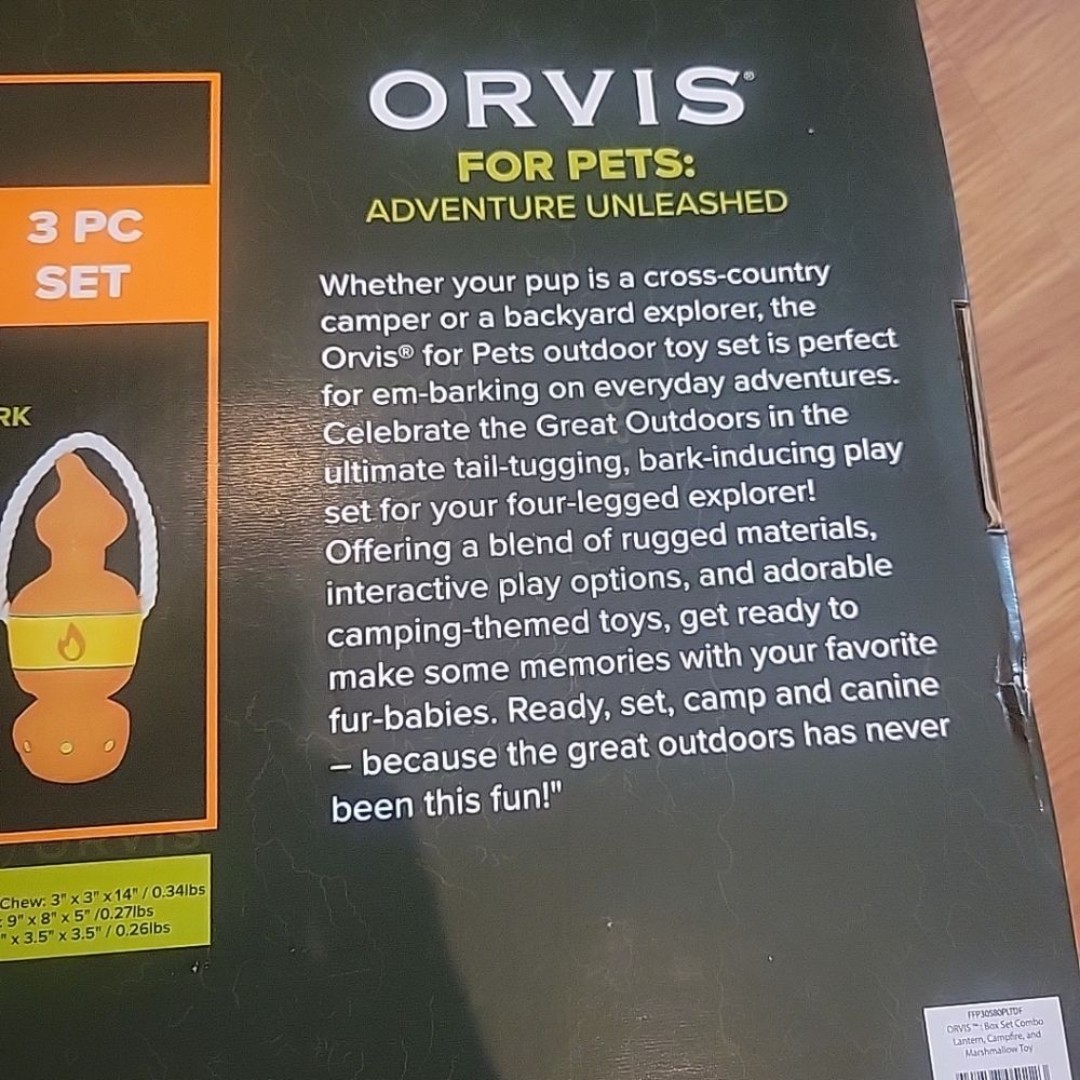 ORVIS®
FOR PETS:
ADVENTURE UNLEASHED
3 PC
SET
RK
Whether your pup is a cross-country
camper or a backyard explorer, the
Orvis® for Pets outdoor toy set is perfect
for em-barking on everyday adventures.
Celebrate the Great Outdoors in the
ultimate tail-tugging, bark-inducing play
set for your four-legged explorer!
Offering a blend of rugged materials,
interactive play options, and adorable
camping-themed toys, get ready to
make some memories with your favorite
fur-babies. Ready, set, camp and canine
– because the great outdoors has never
been this fun!"
Chew: 3" x 3" x 14" / 0.34lbs
: 9" x 8" x 5" /0.27lbs
" x 3.5" x 3.5" / 0.26lbs
FFP30580PLTDF
ORVIS ™ : Box Set Combo
Lantern, Campfire, and
Marshmallow Toy